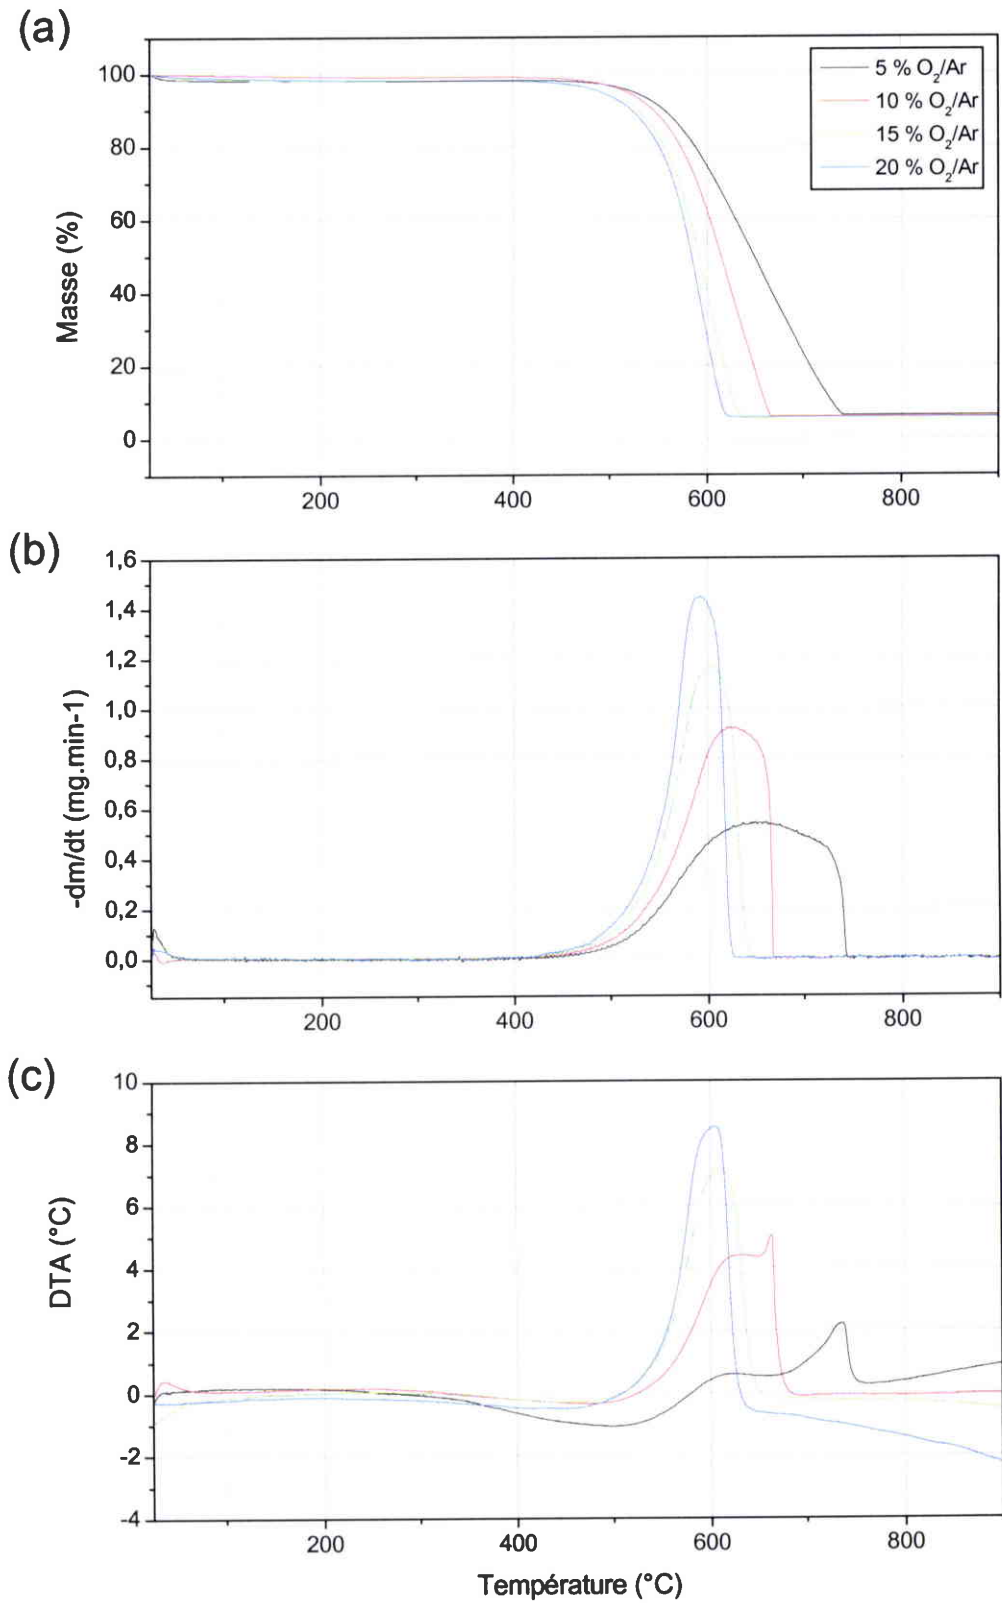 (a)
100
80
60
40
20
0
Masse (%)
5 % O2/Ar
10 % O2/Ar
15 % O2/Ar
20 % O2/Ar
200 400 600 800
(b)
1,6
1,4
1,2
1,0
0,8
0,6
0,4
0,2
0,0
-dm/dt (mg.min-1)
200 400 600 800
(c)
10
8
6
4
2
0
-2
-4
DTA (°C)
200 400 600 800
Température (°C)